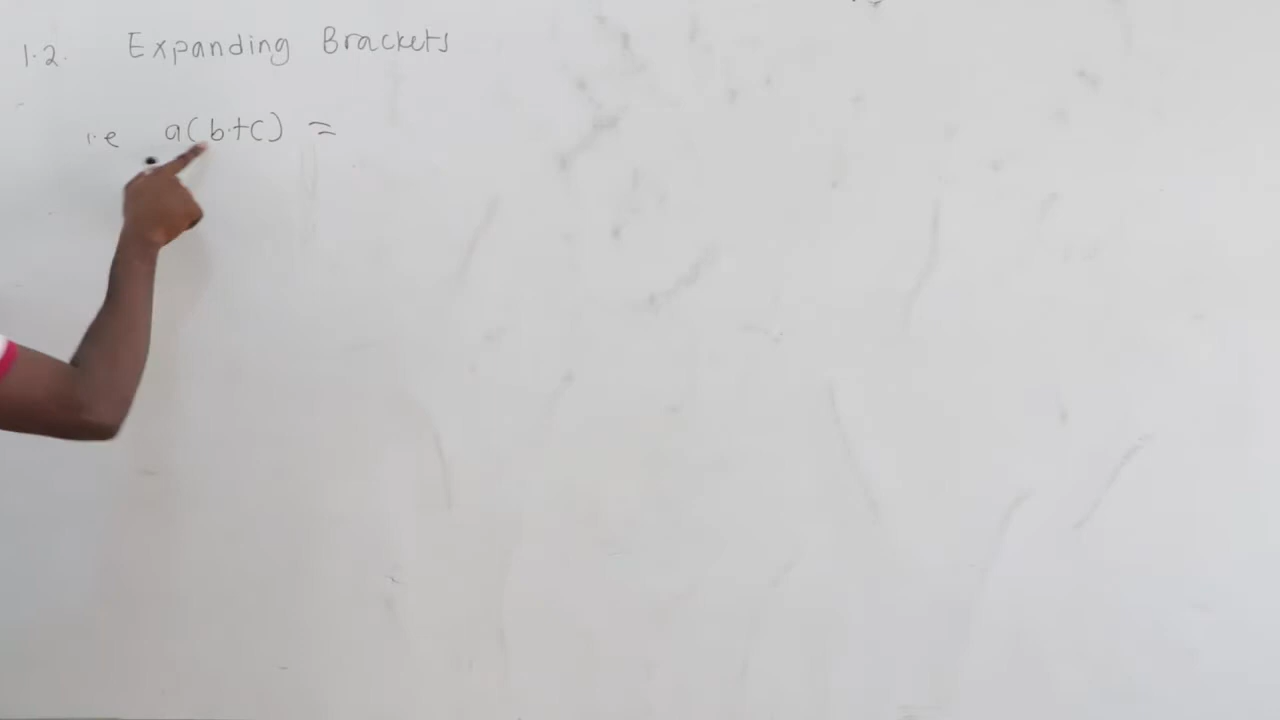 1.2. Expanding Brackets
i.e a(b+c) =